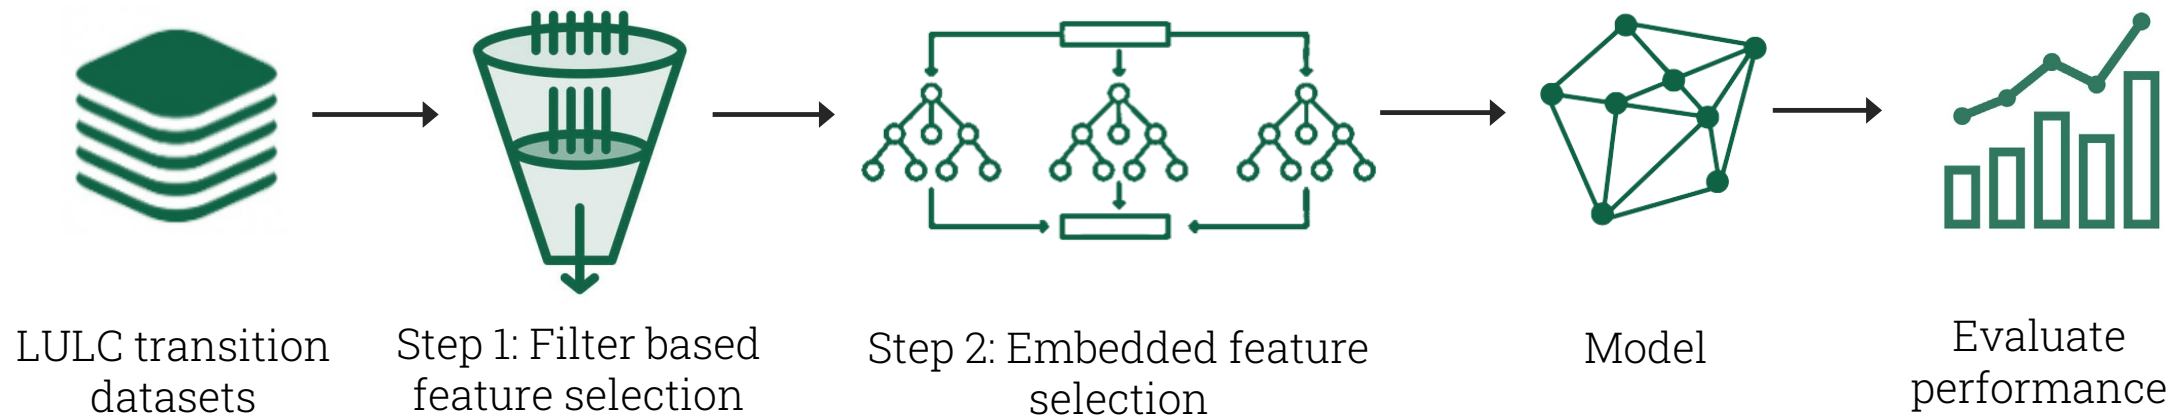 LULC transition
datasets
Step 1: Filter based
feature selection
Step 2: Embedded feature
selection
Model
Evaluate
performance